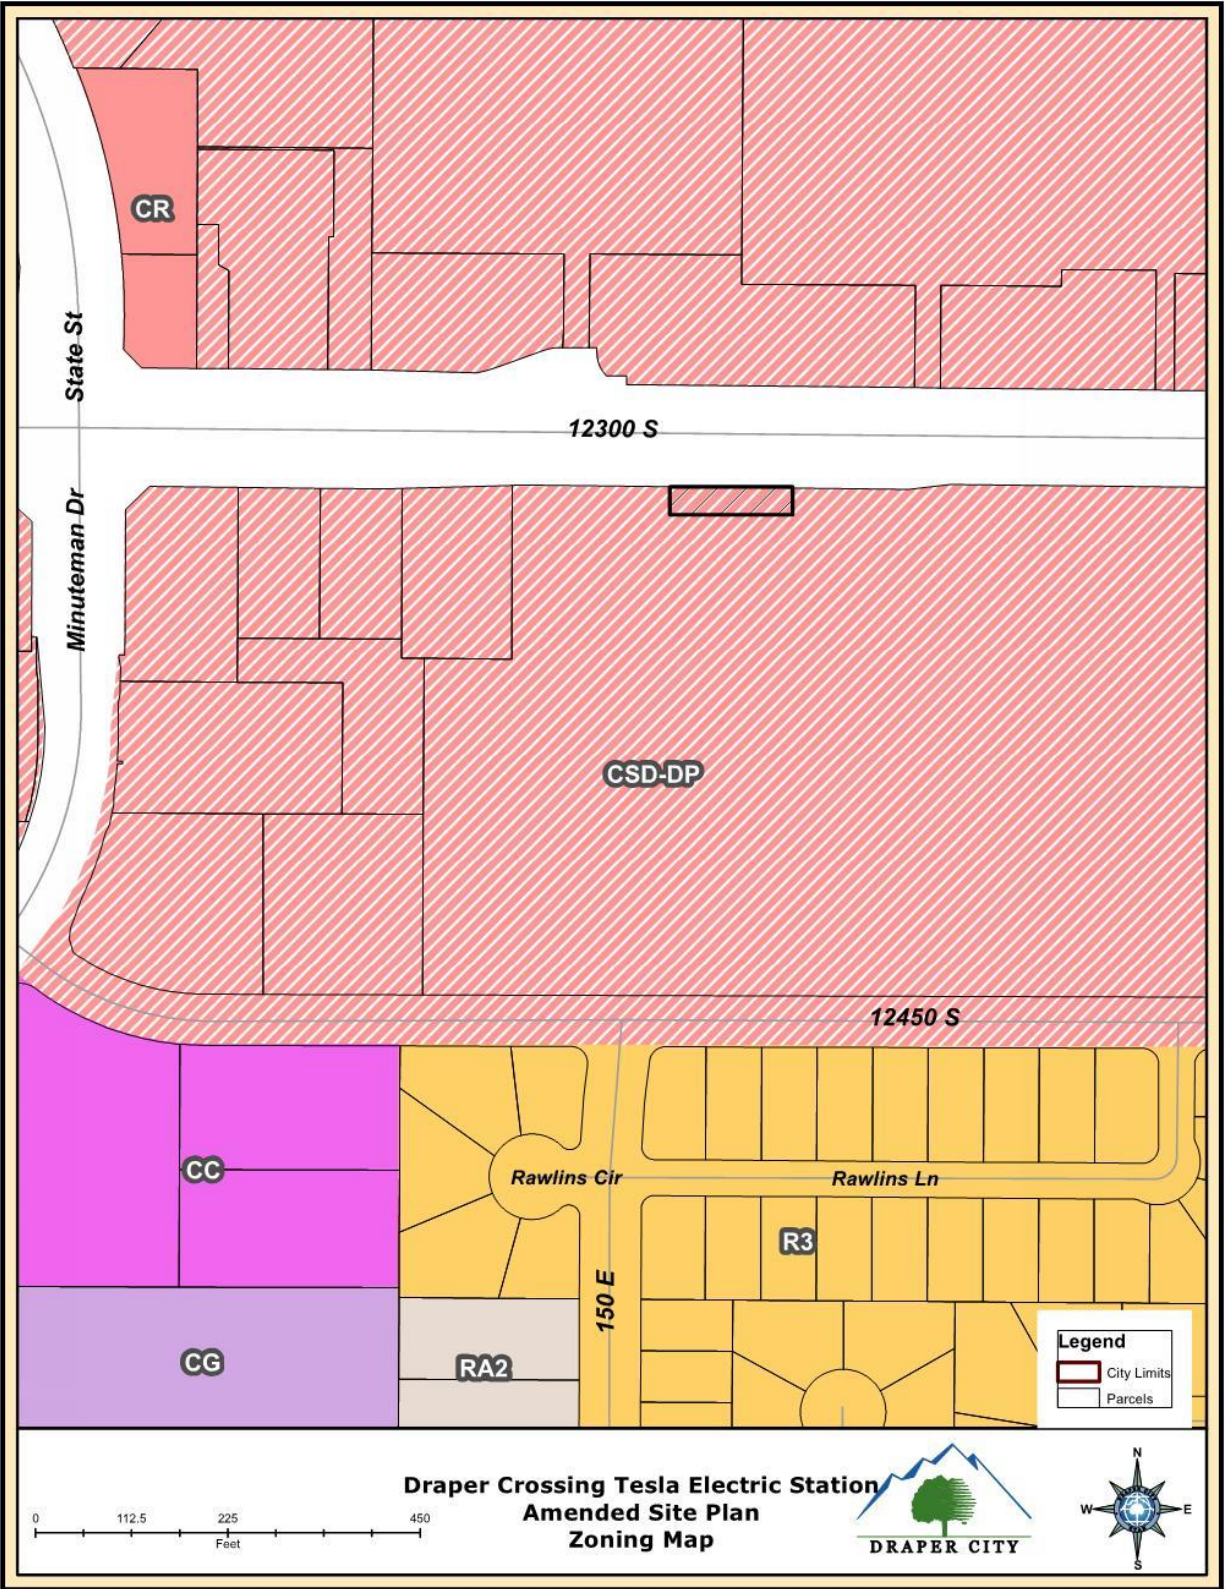 CR
State St
12300 S
Minuteman Dr
CSD-DP
12450 S
CC
Rawlins Cir
Rawlins Ln
R3
150 E
CG
RA2
Legend
City Limits
Parcels
Draper Crossing Tesla Electric Station
Amended Site Plan
Zoning Map
0 112.5 225 450
Feet
DRAPER CITY
N
W E
S